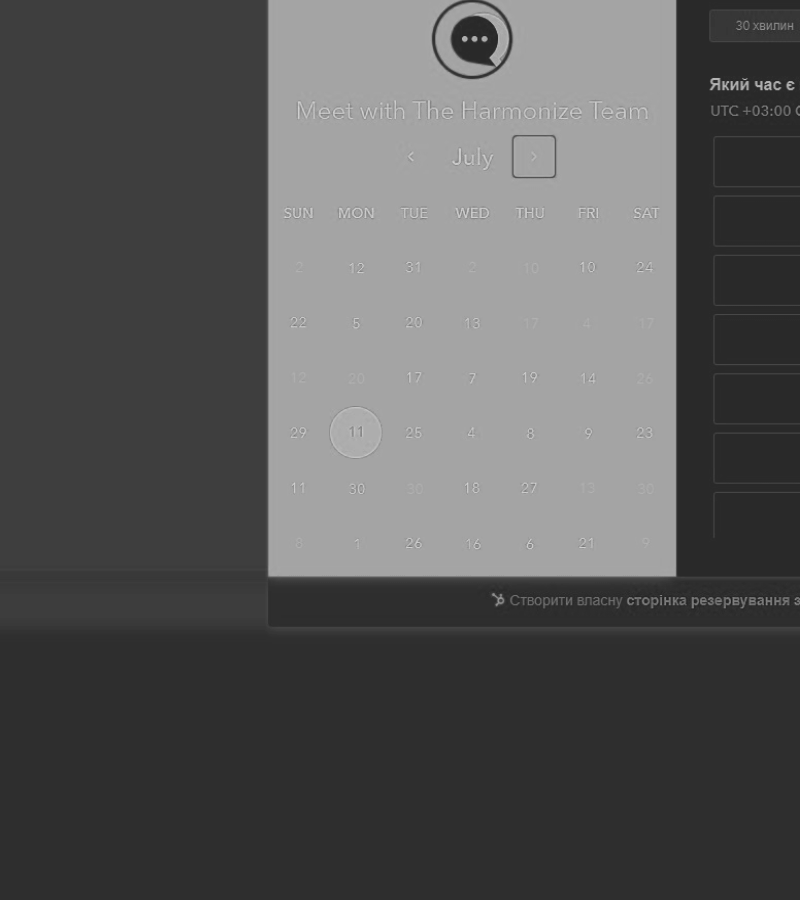 30 хвилин
Який час є
UTC +03:00
Meet with The Harmonize Team
July
SUN MON TUE WED THU FRI SAT
2 12 31 2 10 10 24
22 5 20 13 17 4 17
12 20 17 7 19 14 26
29 11 25 4 8 9 23
11 30 30 18 27 13 30
8 1 26 16 6 21 9
Створити власну сторінка резервування з